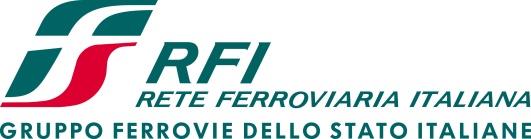 RFI
RETE FERROVIARIA ITALIANA
GRUPPO FERROVIE DELLO STATO ITALIANE